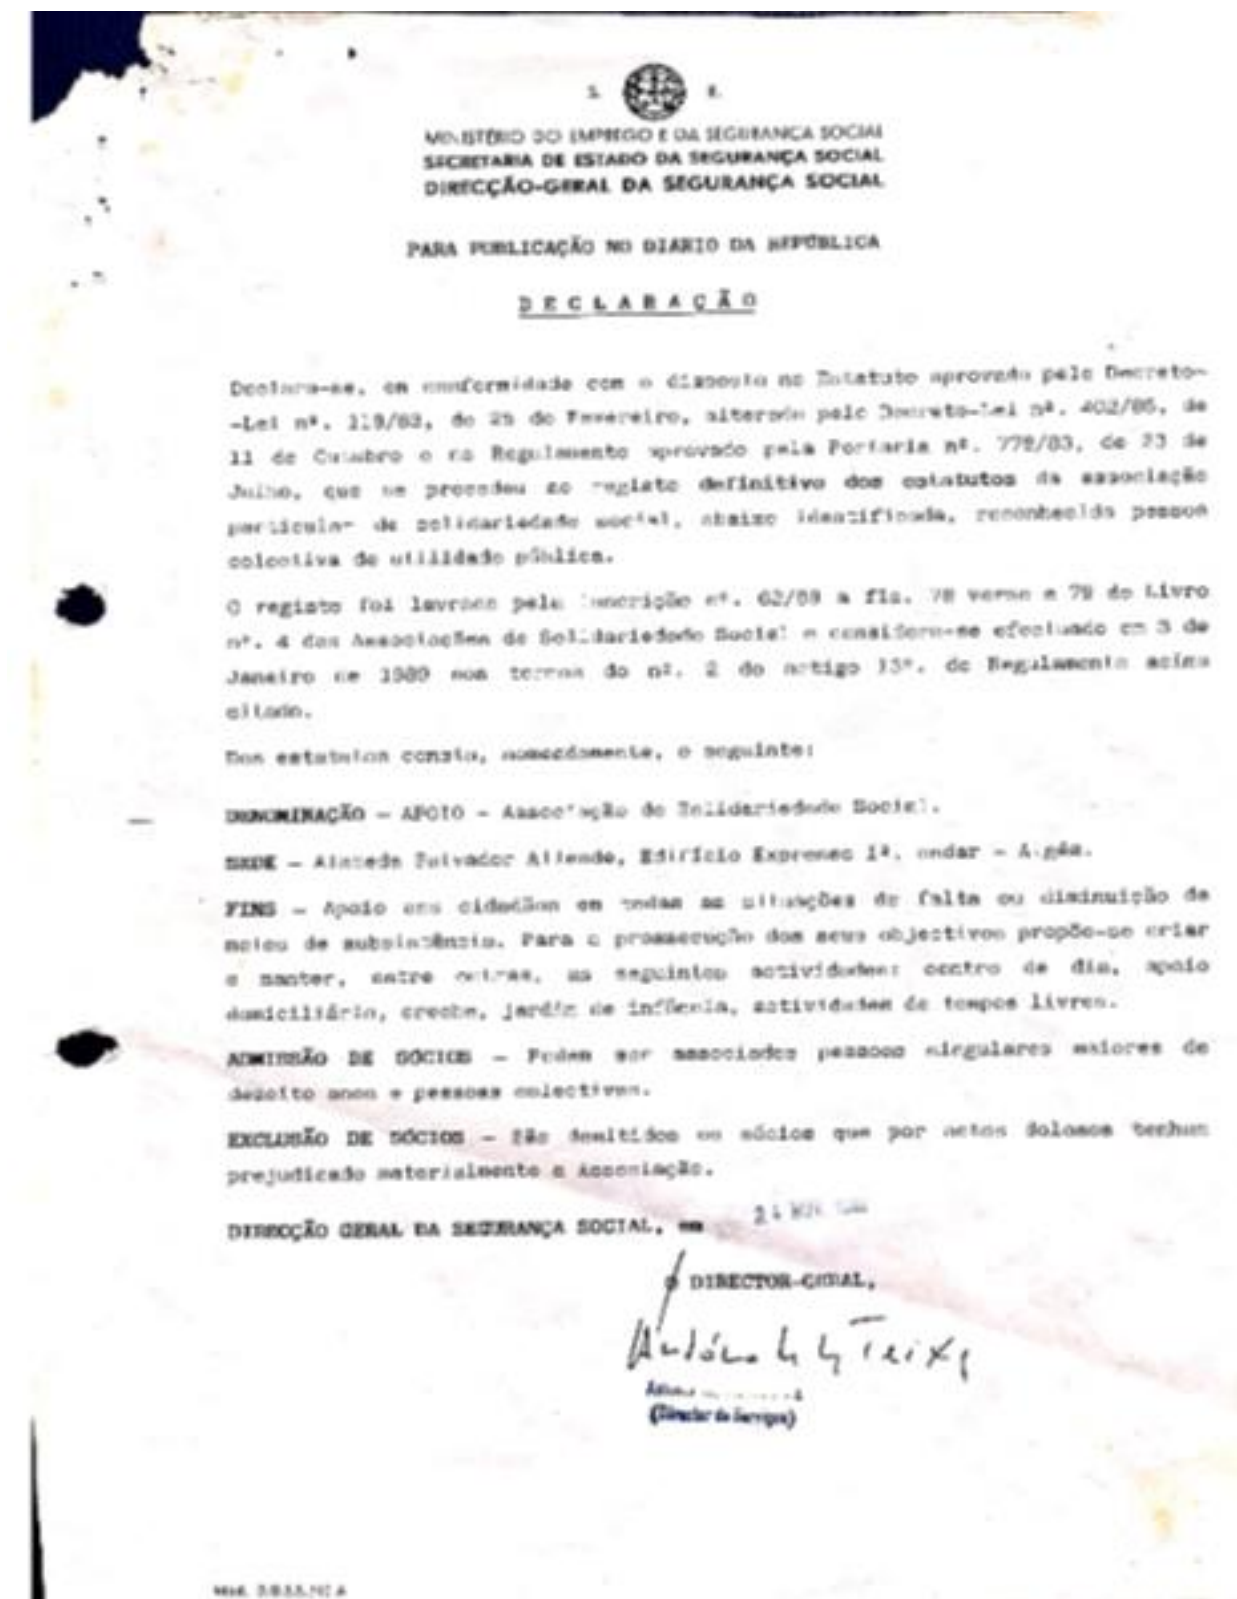 S. R.
MINISTÉRIO DO EMPREGO E DA SEGURANÇA SOCIAL
SECRETARIA DE ESTADO DA SEGURANÇA SOCIAL
DIRECÇÃO-GERAL DA SEGURANÇA SOCIAL
PARA PUBLICAÇÃO NO DIARIO DA REPÚBLICA
DECLARAÇÃO
Declara-se, em conformidade com o disposto no Estatuto aprovado pelo Decreto-
-Lei nº. 119/83, de 25 de Fevereiro, alterado pelo Decreto-Lei nº. 402/85, de
11 de Outubro e no Regulamento aprovado pela Portaria nº. 778/83, de 23 de
Julho, que se procedeu ao registo definitivo dos estatutos da associação
particular de solidariedade social, abaixo identificada, reconhecida pessoa
colectiva de utilidade pública.
O registo foi lavrado pela inscrição nº. 62/89 a fls. 78 verso e 79 do Livro
nº. 4 das Associações de Solidariedade Social e considera-se efectuado em 3 de
Janeiro de 1989 nos termos do nº. 2 do artigo 13º. do Regulamento acima
citado.
Dos estatutos consta, nomeadamente, o seguinte:
DENOMINAÇÃO – APOIO – Associação de Solidariedade Social.
SEDE – Alameda Salvador Allende, Edifício Expresso 1º. andar – Algés.
FINS – Apoio aos cidadãos em todas as situações de falta ou diminuição de
meios de subsistência. Para a prossecução dos seus objectivos propõe-se criar
e manter, entre outras, as seguintes actividades: centro de dia, apoio
domiciliário, creche, jardim de infância, actividades de tempos livres.
ADMISSÃO DE SÓCIOS – Podem ser associados pessoas singulares maiores de
dezoito anos e pessoas colectivas.
EXCLUSÃO DE SÓCIOS – São demitidos os sócios que por actos dolosos tenham
prejudicado materialmente a Associação.
DIRECÇÃO GERAL DA SEGURANÇA SOCIAL, em 24
O DIRECTOR-GERAL,
António Teixa
(Director de Serviços)
Mod.